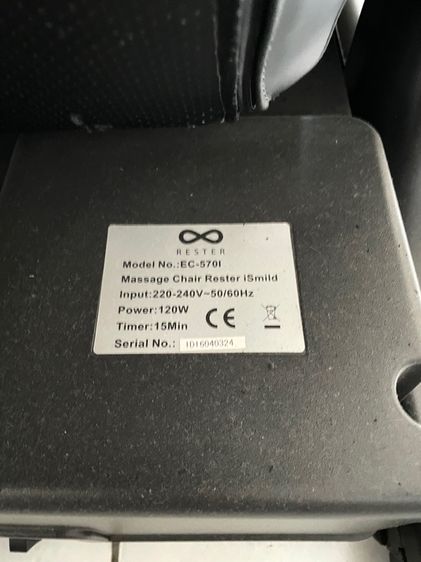 RESTER
Model No.:EC-570I
Massage Chair Rester iSmild
Input:220-240V~50/60Hz
Power:120W
Timer:15Min
CE
Serial No.: 1D16040324